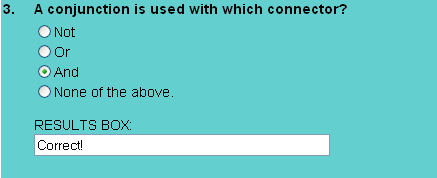 3. A conjunction is used with which connector?
Not
Or
And
None of the above.
RESULTS BOX:
Correct!